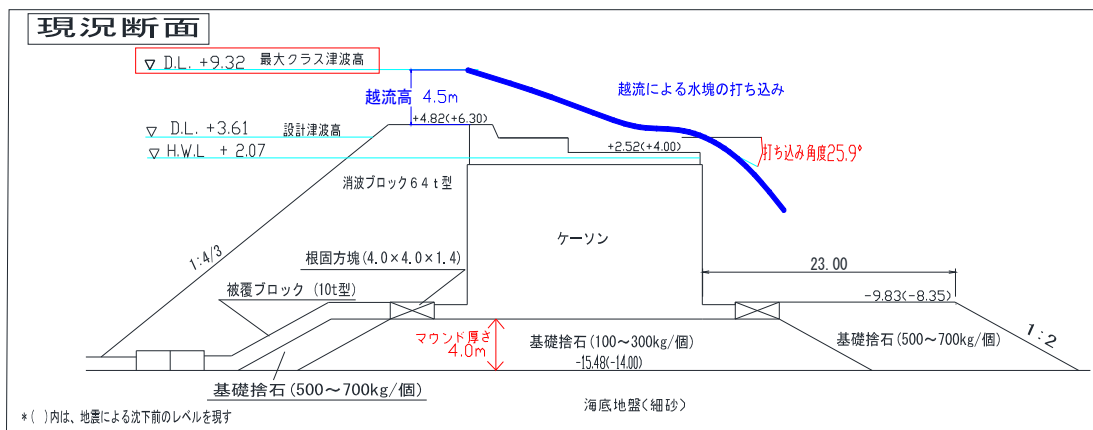 現況断面
▽ D.L. +9.32 最大クラス津波高
越流高 4.5m
越流による水塊の打ち込み
+4.82(+6.30)
▽ D.L. +3.61 設計津波高
▽ H.W.L + 2.07
+2.52(+4.00)
打ち込み角度25.9°
消波ブロック64t型
ケーソン
1:4/3
根固方塊(4.0×4.0×1.4)
23.00
被覆ブロック(10t型)
-9.83(-8.35)
マウンド厚さ
4.0m
基礎捨石(100～300kg/個)
基礎捨石(500～700kg/個)
1:2
-15.48(-14.00)
基礎捨石(500～700kg/個)
海底地盤(細砂)
*( )内は、地震による沈下前のレベルを現す